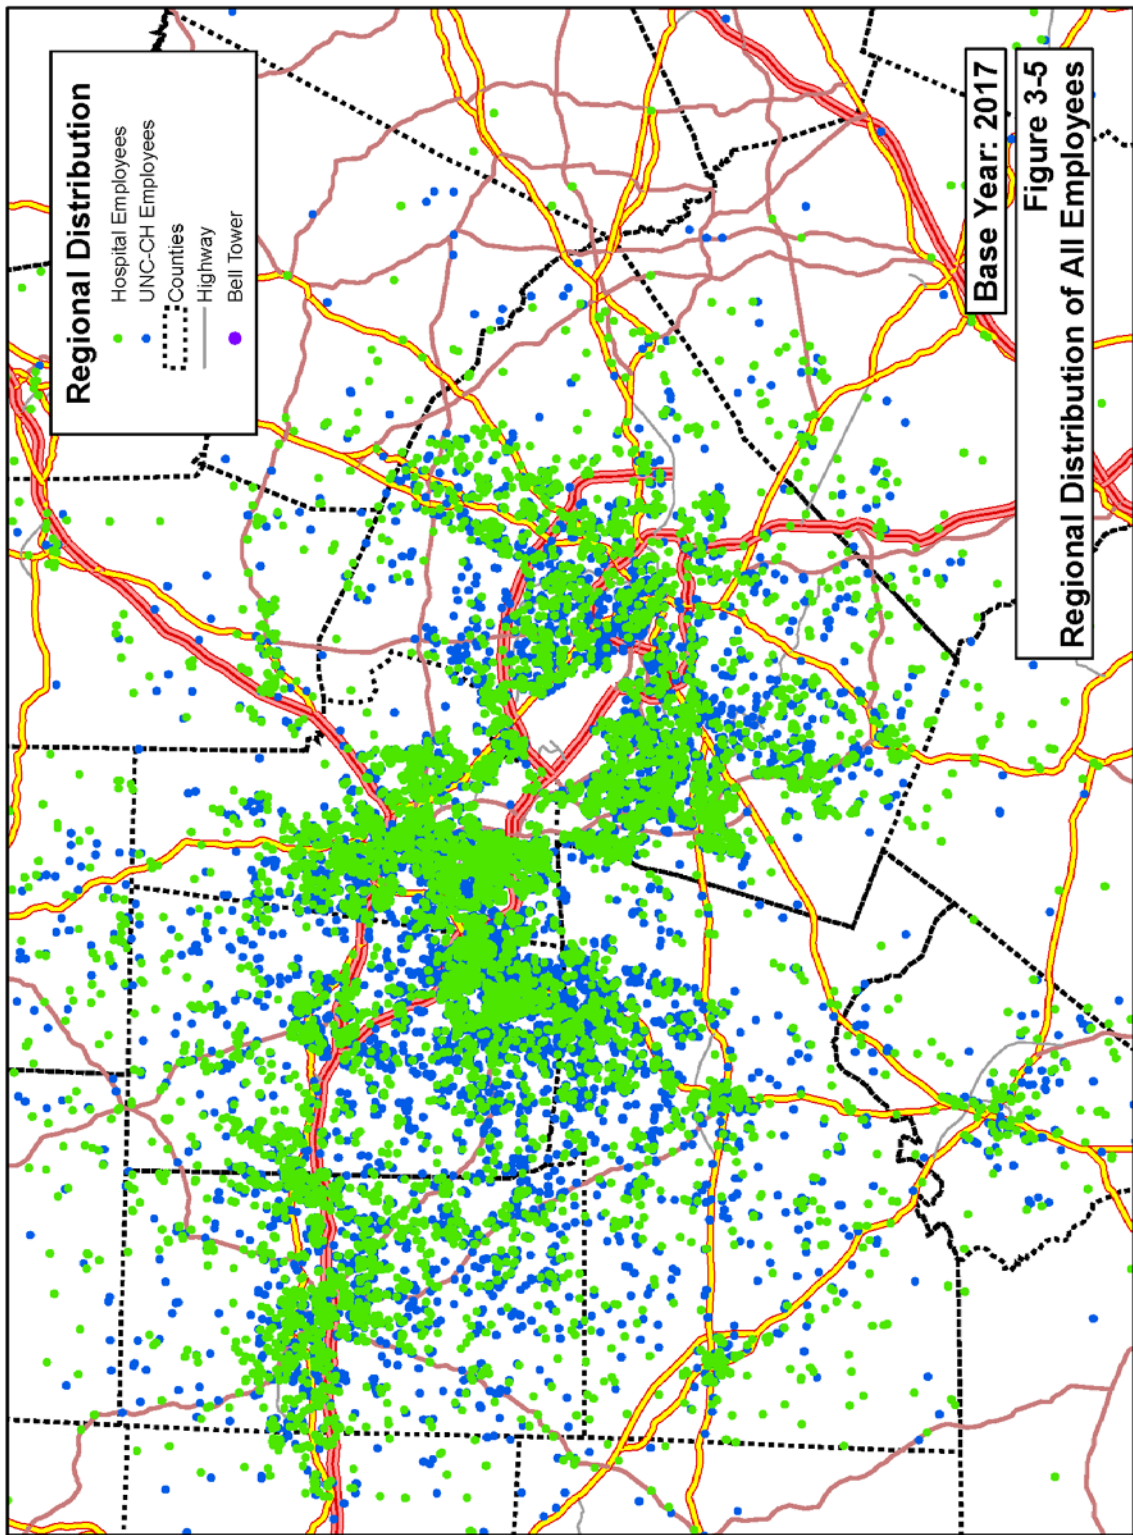 Regional Distribution
Hospital Employees
UNC-CH Employees
Counties
Highway
Bell Tower
Base Year: 2017
Figure 3-5
Regional Distribution of All Employees